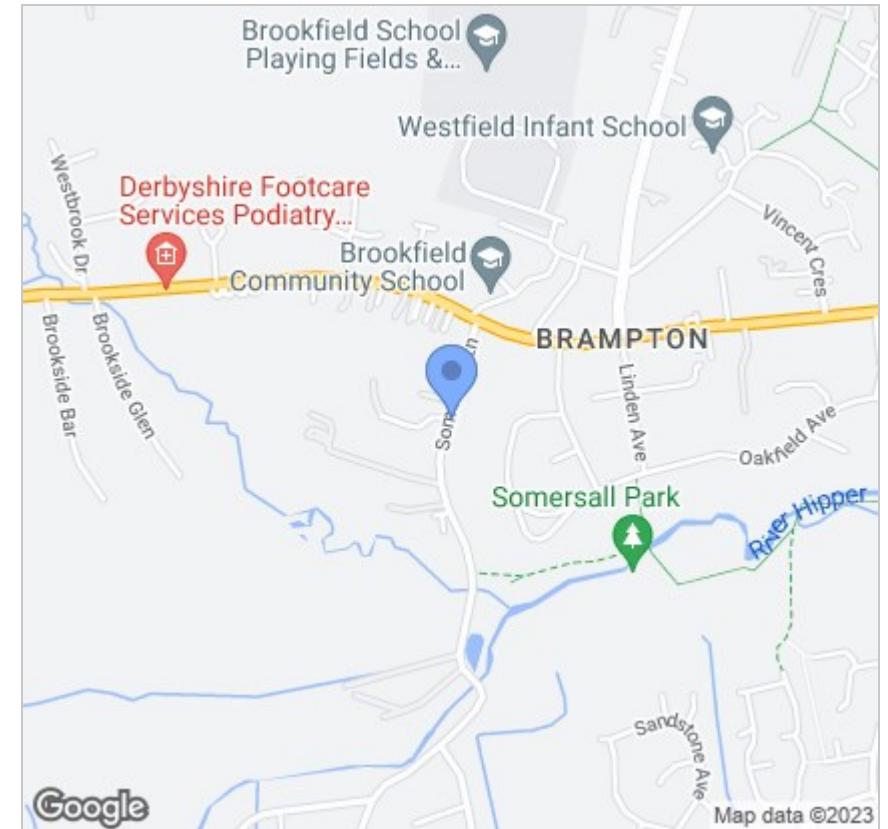 Brookfield School
Playing Fields &...
Westfield Infant School
Westbrook Dr
Derbyshire Footcare
Services Podiatry...
Vincent Cres
Brookfield
Community School
BRAMPTON
Brookside Bar
Brookside Glen
Linden Ave
Oakfield Ave
Somersall Park
River Hipper
Sandstone Ave
Google
Map data ©2023